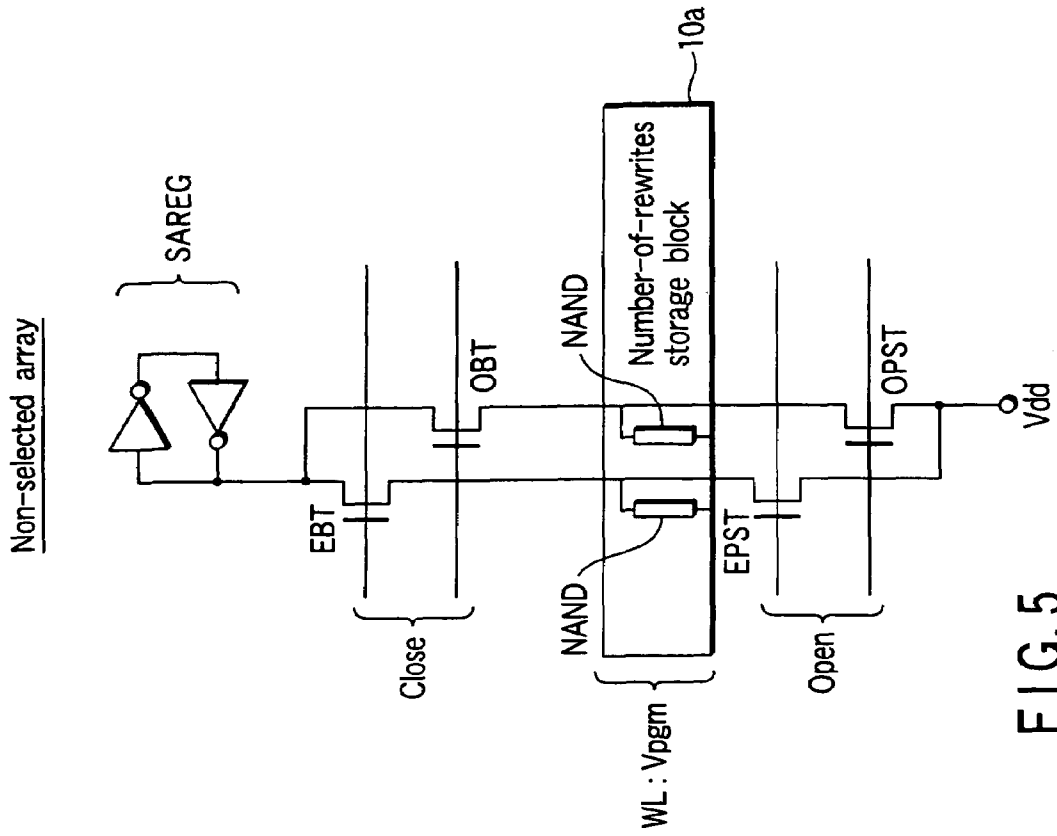 Non-selected array
SAREG
EBT
OBT
Close
NAND
NAND
Number-of-rewrites
storage block
10a
WL : Vpgm
EPST
OPST
Open
Vdd
FIG. 5